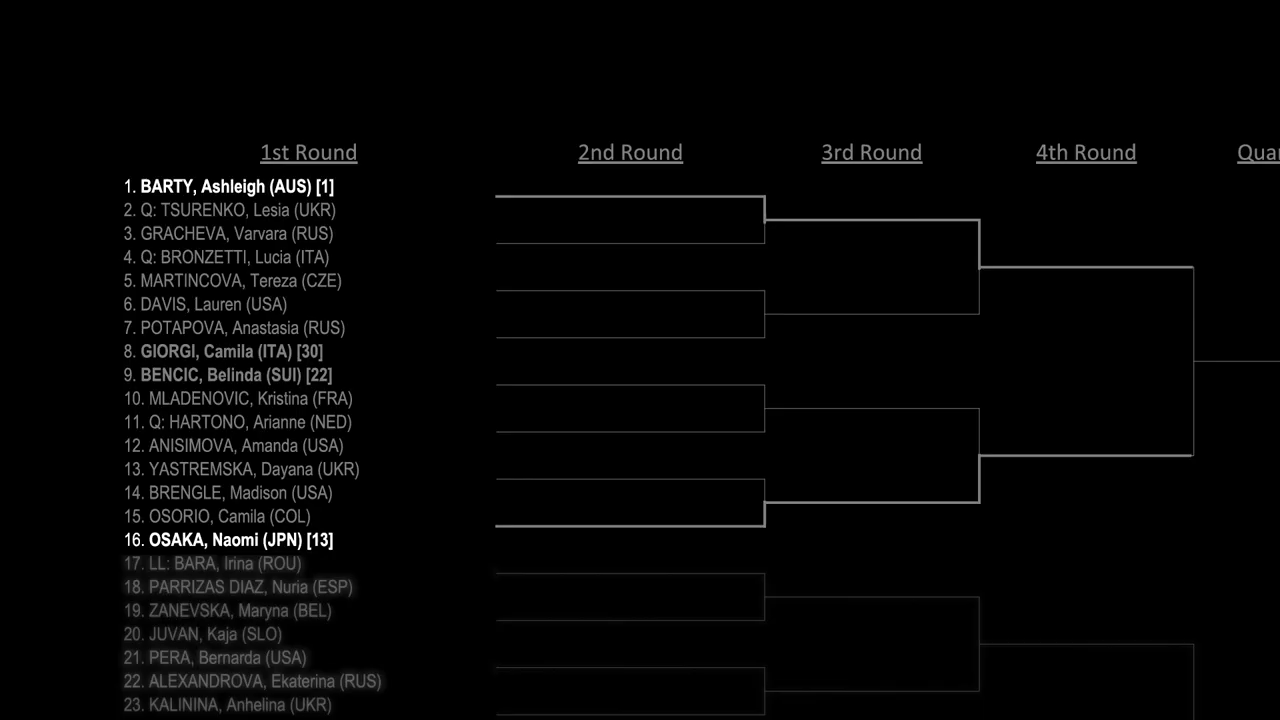 1st Round 2nd Round 3rd Round 4th Round Quar
1. BARTY, Ashleigh (AUS) [1]
2. Q: TSURENKO, Lesia (UKR)
3. GRACHEVA, Varvara (RUS)
4. Q: BRONZETTI, Lucia (ITA)
5. MARTINCOVA, Tereza (CZE)
6. DAVIS, Lauren (USA)
7. POTAPOVA, Anastasia (RUS)
8. GIORGI, Camila (ITA) [30]
9. BENCIC, Belinda (SUI) [22]
10. MLADENOVIC, Kristina (FRA)
11. Q: HARTONO, Arianne (NED)
12. ANISIMOVA, Amanda (USA)
13. YASTREMSKA, Dayana (UKR)
14. BRENGLE, Madison (USA)
15. OSORIO, Camila (COL)
16. OSAKA, Naomi (JPN) [13]
17. LL: BARA, Irina (ROU)
18. PARRIZAS DIAZ, Nuria (ESP)
19. ZANEVSKA, Maryna (BEL)
20. JUVAN, Kaja (SLO)
21. PERA, Bernarda (USA)
22. ALEXANDROVA, Ekaterina (RUS)
23. KALININA, Anhelina (UKR)